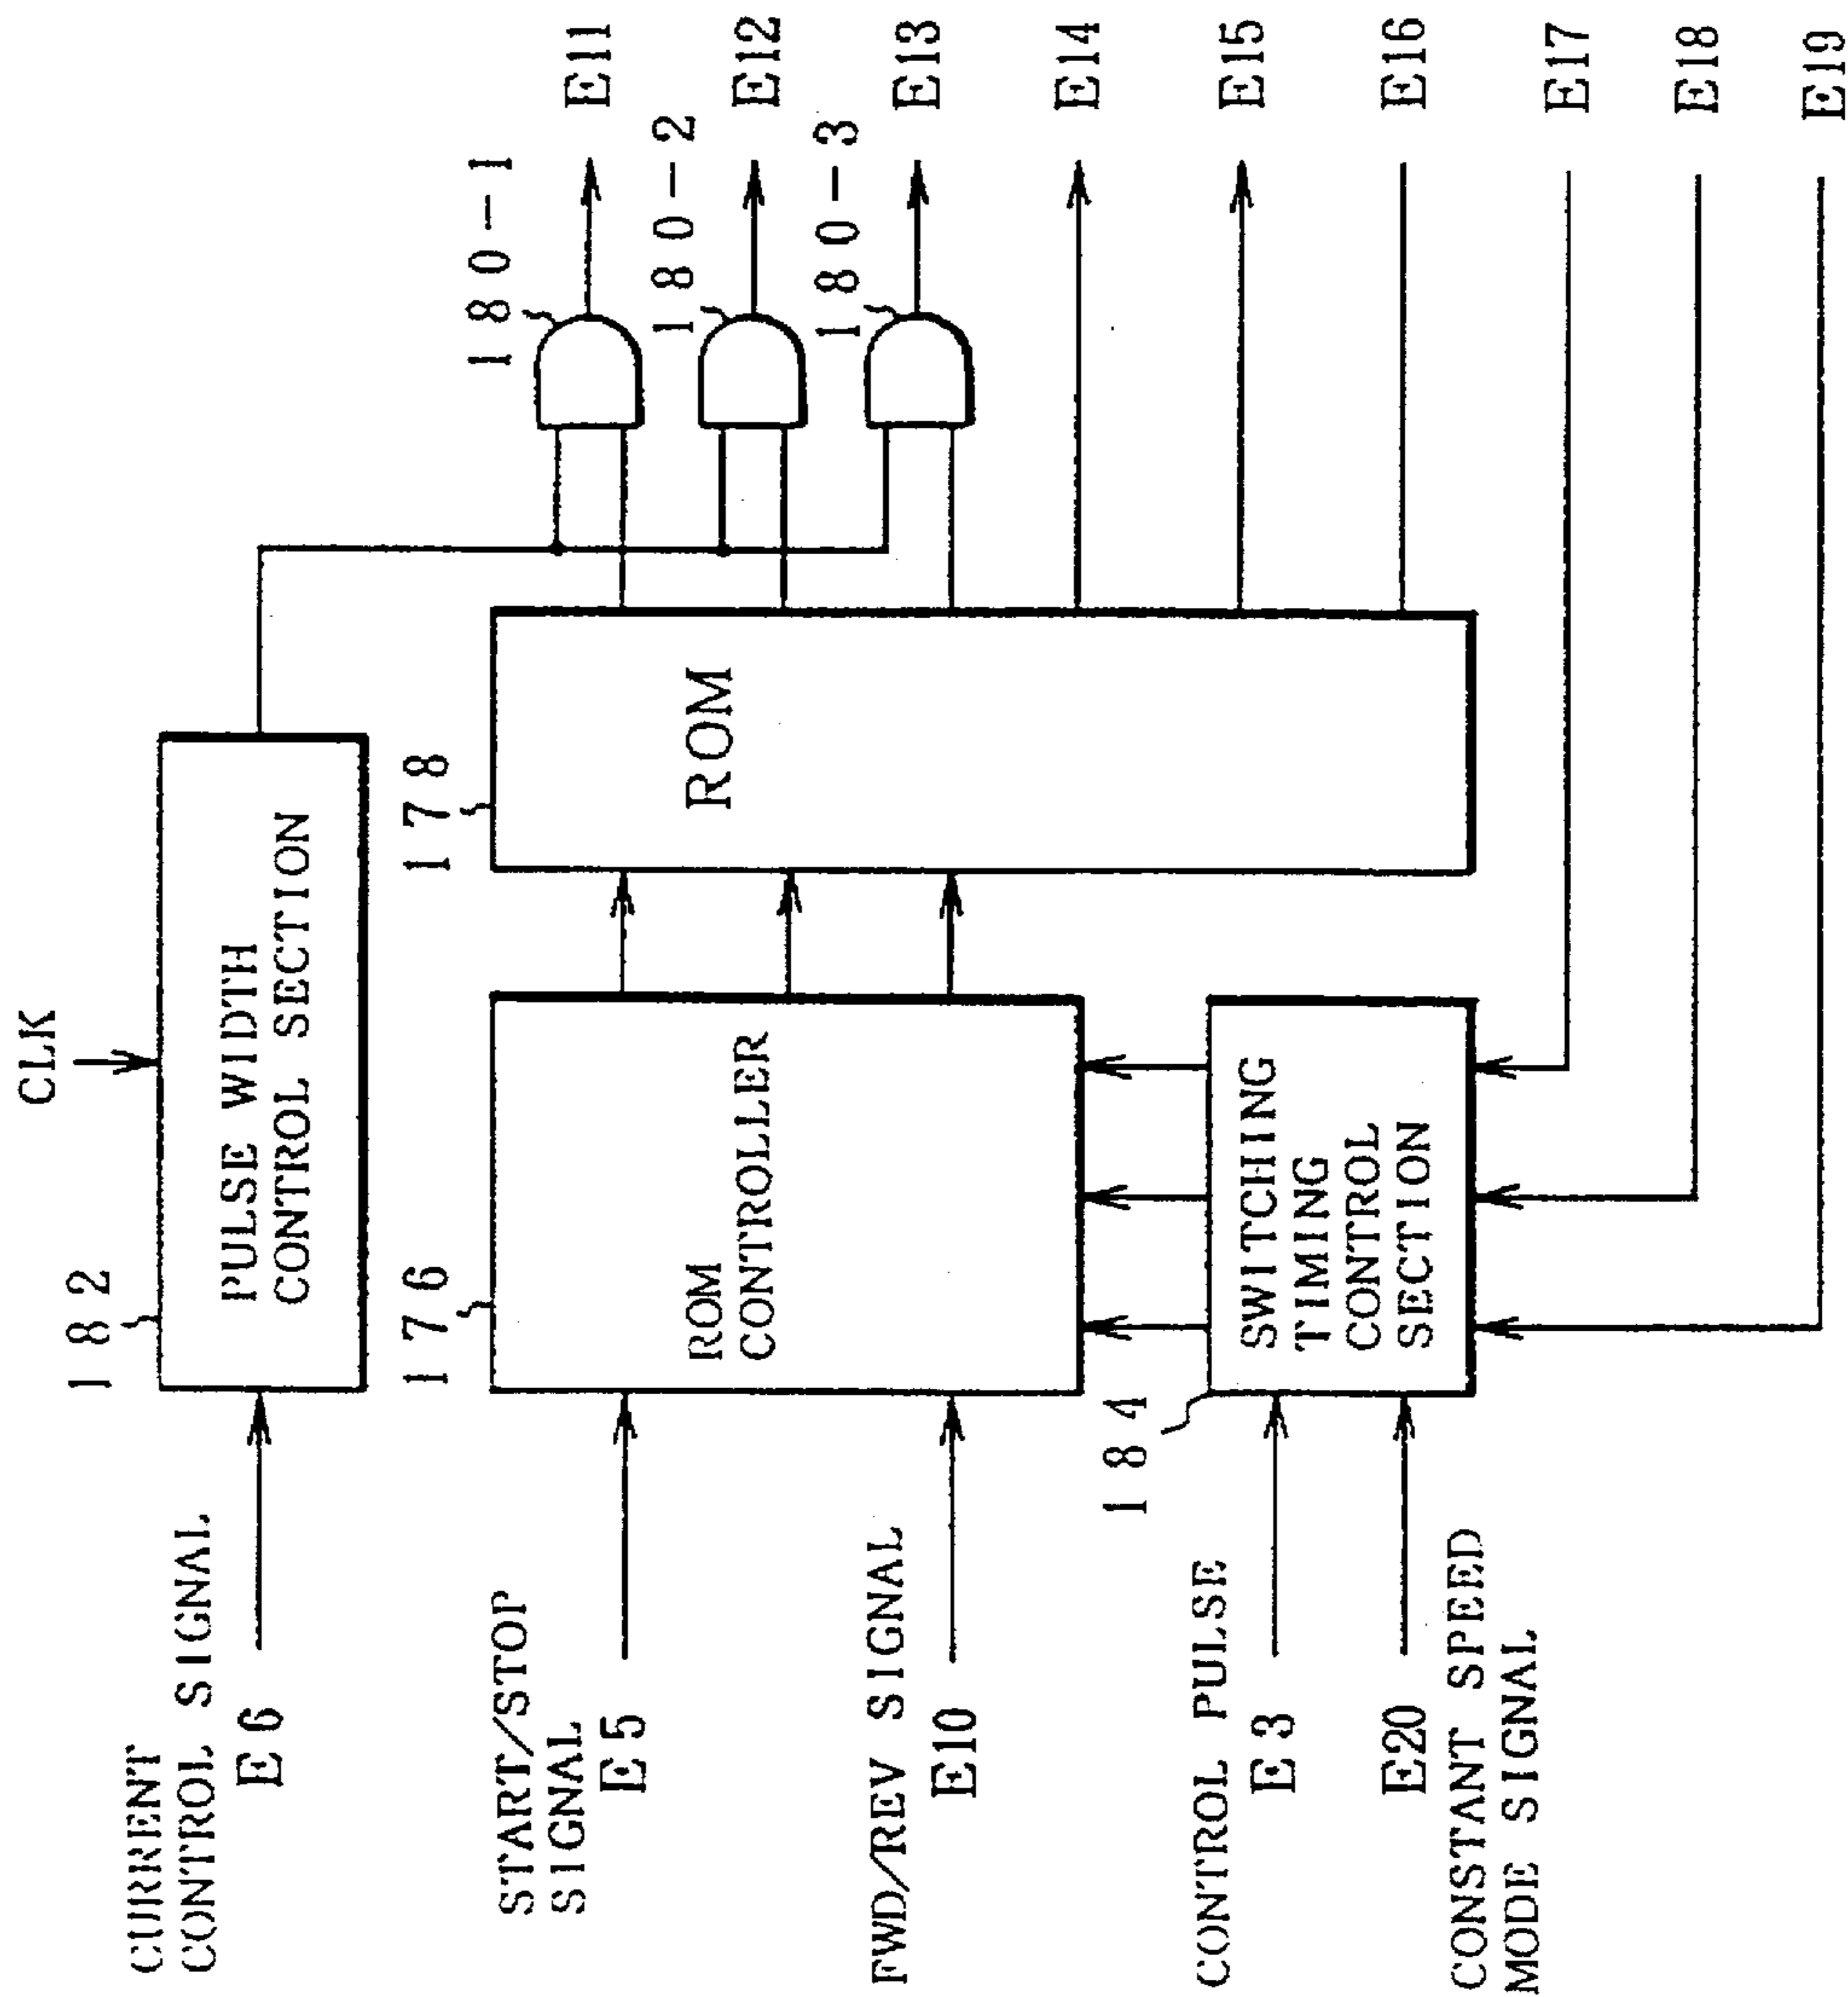 CLK
182
PULSE WIDTH
CONTROL SECTION
CURRENT
CONTROL SIGNAL
E6
180-1
E11
180-2
E12
180-3
E13
E14
E15
E16
E17
E18
E19
178
ROM
176
ROM
CONTROLLER
START/STOP
SIGNAL
E5
FWD/REV SIGNAL
E10
184
SWITCHING
TIMING
CONTROL
SECTION
CONTROL PULSE
E3
E20
CONSTANT SPEED
MODE SIGNAL